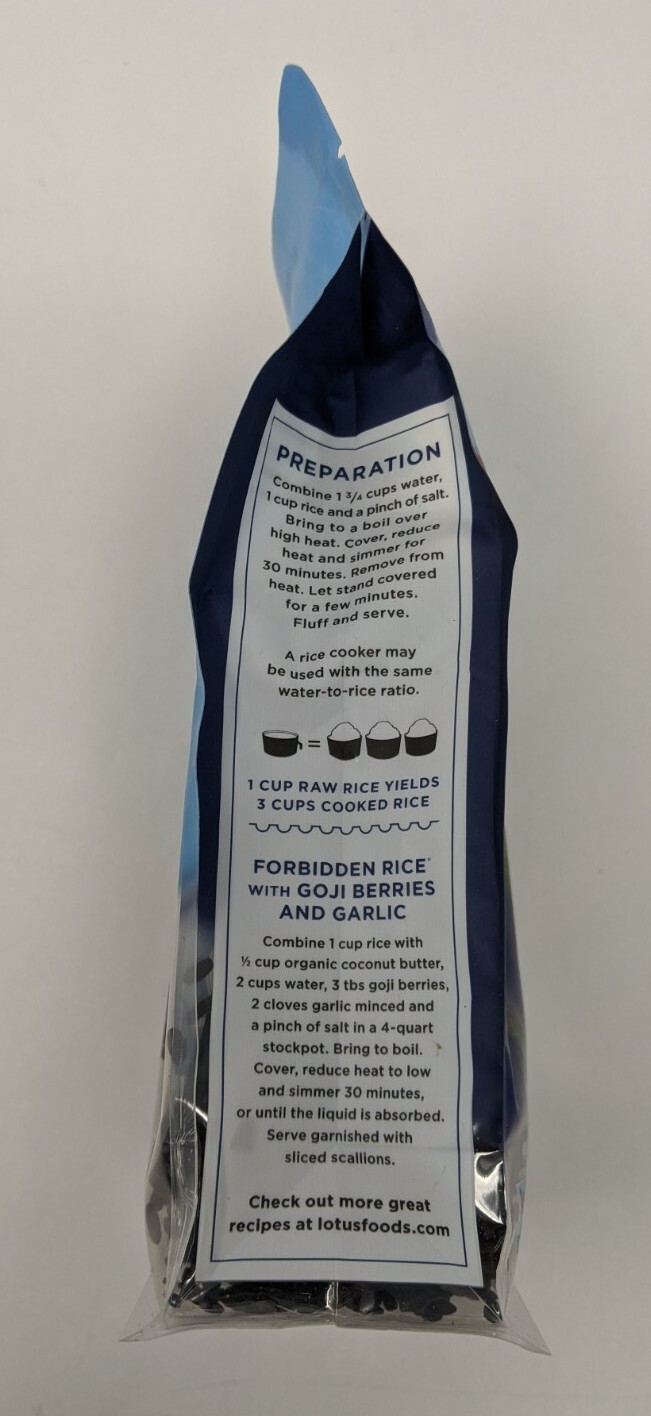 PREPARATION
Combine 1 3/4 cups water,
1 cup rice and a pinch of salt.
Bring to a boil over
high heat. Cover, reduce
heat and simmer for
30 minutes. Remove from
heat. Let stand covered
for a few minutes.
Fluff and serve.
A rice cooker may
be used with the same
water-to-rice ratio.
=
1 CUP RAW RICE YIELDS
3 CUPS COOKED RICE
FORBIDDEN RICE®
WITH GOJI BERRIES
AND GARLIC
Combine 1 cup rice with
½ cup organic coconut butter,
2 cups water, 3 tbs goji berries,
2 cloves garlic minced and
a pinch of salt in a 4-quart
stockpot. Bring to boil.
Cover, reduce heat to low
and simmer 30 minutes,
or until the liquid is absorbed.
Serve garnished with
sliced scallions.
Check out more great
recipes at lotusfoods.com